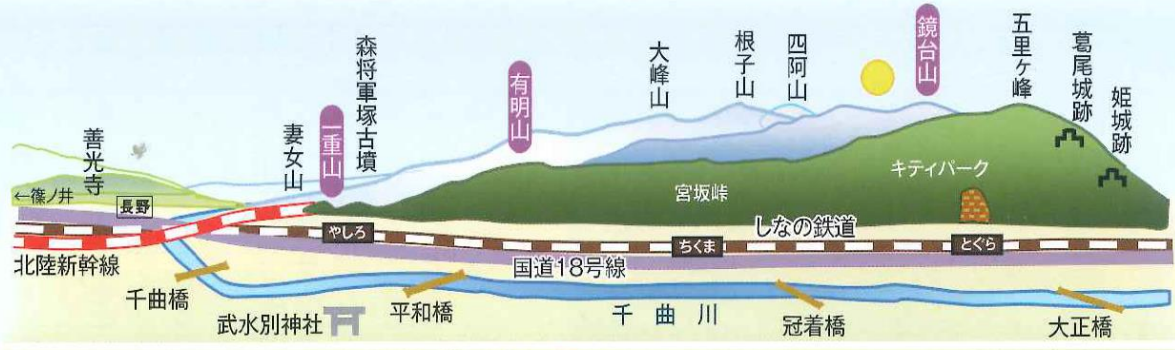 善光寺
妻女山
一重山
森将軍塚古墳
有明山
大峰山
根子山
四阿山
鏡台山
五里ヶ峰
葛尾城跡
姫城跡
←篠ノ井
長野
宮坂峠
キティパーク
やしろ
ちくま
しなの鉄道
とぐら
北陸新幹線
国道18号線
千曲橋
武水別神社
平和橋
千曲川
冠着橋
大正橋